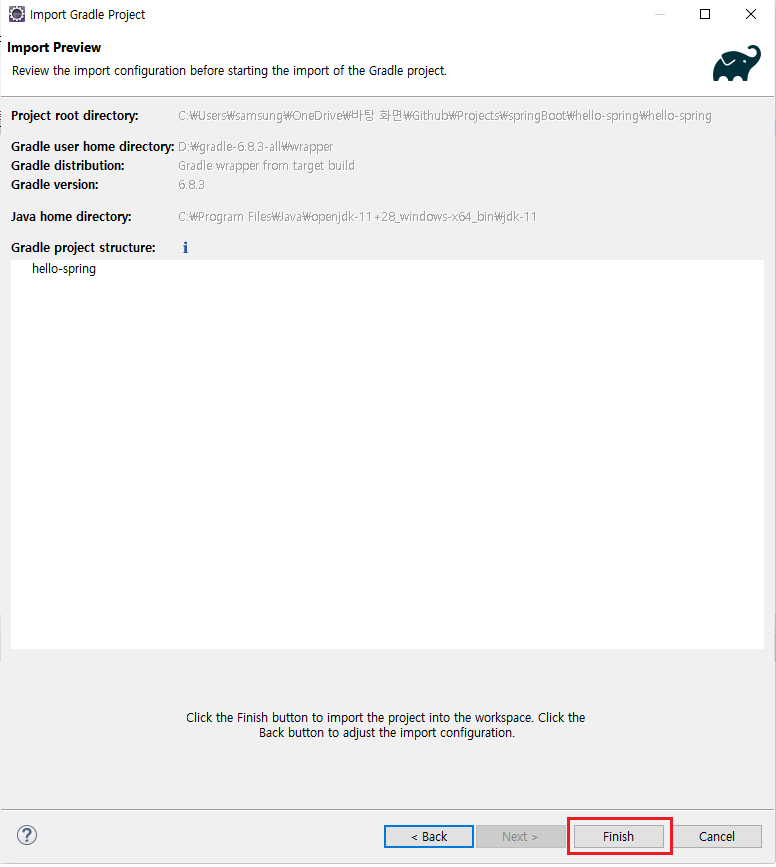 Import Gradle Project
Import Preview
Review the import configuration before starting the import of the Gradle project.
Project root directory: C:₩Users₩samsung₩OneDrive₩바탕 화면₩Github₩Projects₩springBoot₩hello-spring₩hello-spring
Gradle user home directory: D:₩gradle-6.8.3-all₩wrapper
Gradle distribution: Gradle wrapper from target build
Gradle version: 6.8.3
Java home directory: C:₩Program Files₩Java₩openjdk-11+28_windows-x64_bin₩jdk-11
Gradle project structure: i
hello-spring
Click the Finish button to import the project into the workspace. Click the
Back button to adjust the import configuration.
? < Back Next > Finish Cancel